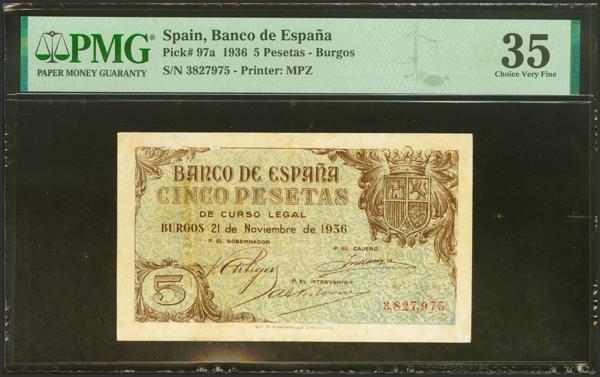 PMG
PAPER MONEY GUARANTY
Spain, Banco de España
Pick# 97a 1936 5 Pesetas - Burgos
S/N 3827975 - Printer: MPZ
35
Choice Very Fine
BANCO DE ESPAÑA
CINCO PESETAS
DE CURSO LEGAL
BURGOS 21 de Noviembre de 1936
P. EL GOBERNADOR
P. EL CAJERO
P. EL INTERVENTOR
5
3,827,975